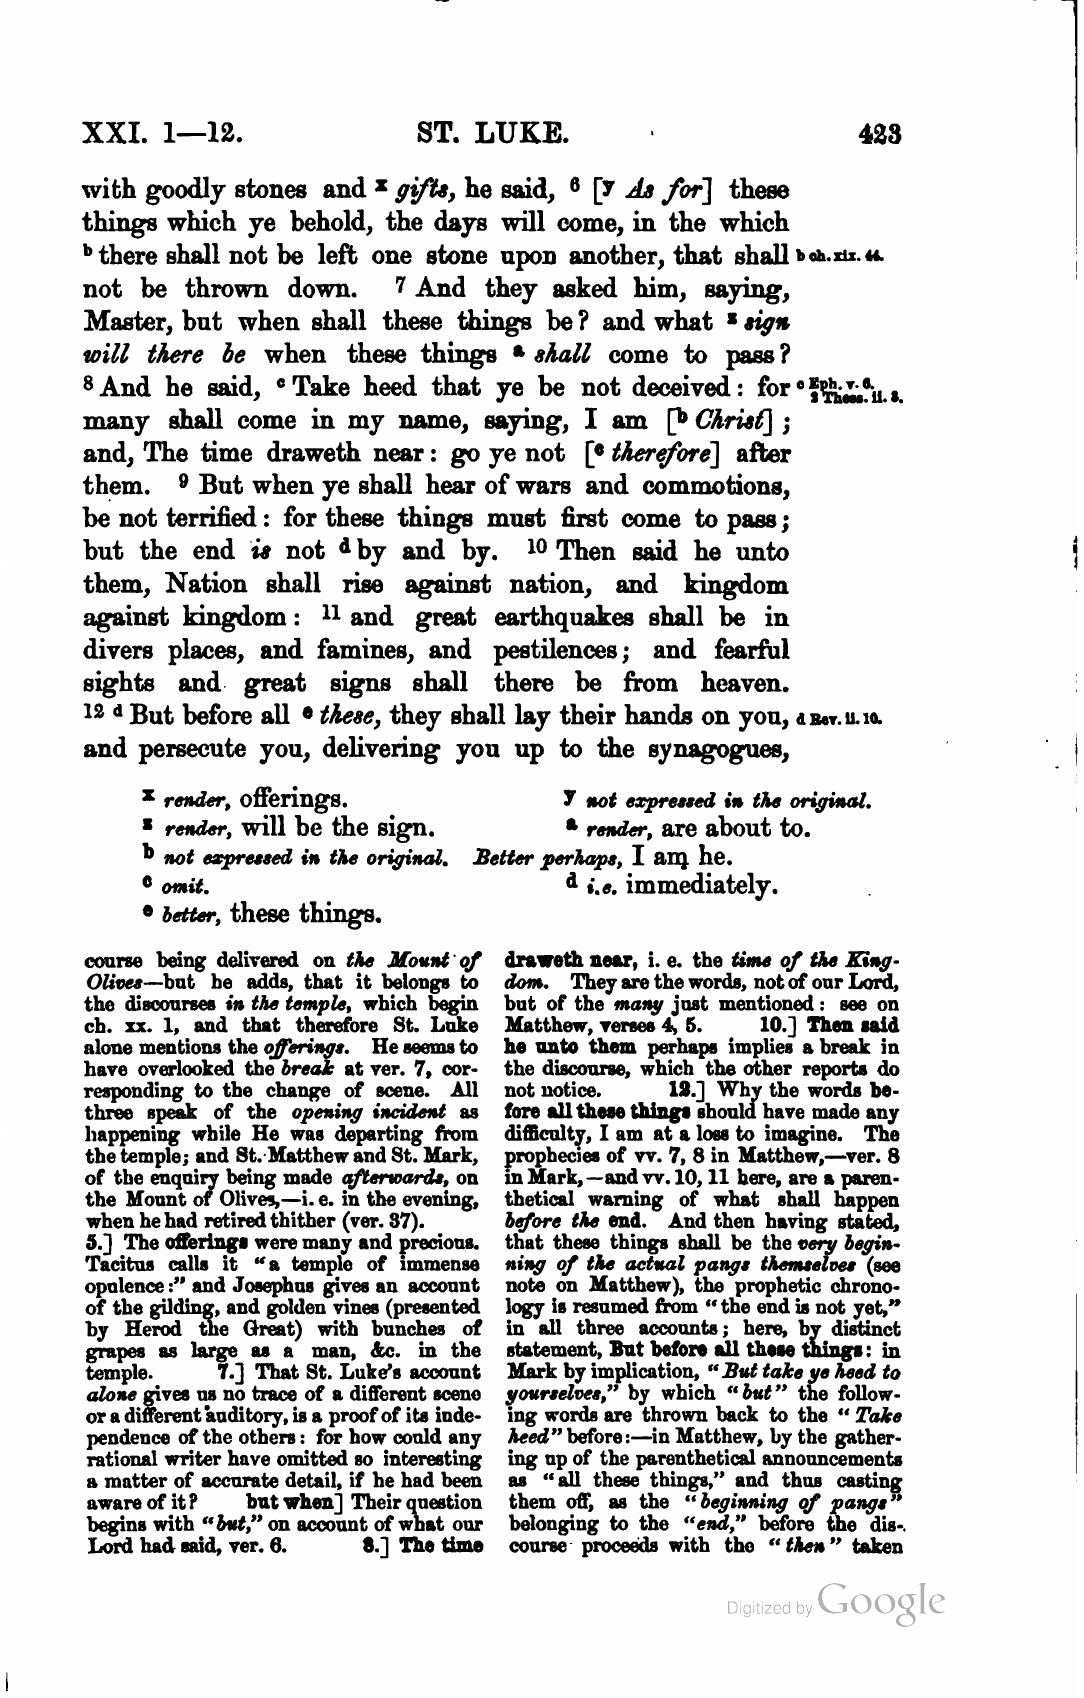 XXI. 1—12. ST. LUKE. 423
with goodly stones and x gifts, he said, 6 [y As for] these
things which ye behold, the days will come, in the which
b there shall not be left one stone upon another, that shall b ch. xix. 44.
not be thrown down. 7 And they asked him, saying,
Master, but when shall these things be? and what z sign
will there be when these things a shall come to pass?
8 And he said, c Take heed that ye be not deceived: for c Eph. v. 6.
2 Thess. ii. 3.
many shall come in my name, saying, I am [b Christ];
and, The time draweth near: go ye not [c therefore] after
them. 9 But when ye shall hear of wars and commotions,
be not terrified: for these things must first come to pass;
but the end is not d by and by. 10 Then said he unto
them, Nation shall rise against nation, and kingdom
against kingdom: 11 and great earthquakes shall be in
divers places, and famines, and pestilences; and fearful
sights and great signs shall there be from heaven.
12 d But before all e these, they shall lay their hands on you, d Rev. ii. 10.
and persecute you, delivering you up to the synagogues,
x render, offerings. y not expressed in the original.
z render, will be the sign. a render, are about to.
b not expressed in the original. Better perhaps, I am he.
c omit. d i.e. immediately.
e better, these things.
course being delivered on the Mount of
Olives—but he adds, that it belongs to
the discourses in the temple, which begin
ch. xx. 1, and that therefore St. Luke
alone mentions the offerings. He seems to
have overlooked the break at ver. 7, cor-
responding to the change of scene. All
three speak of the opening incident as
happening while He was departing from
the temple; and St. Matthew and St. Mark,
of the enquiry being made afterwards, on
the Mount of Olives,—i. e. in the evening,
when he had retired thither (ver. 37).
5.] The offerings were many and precious.
Tacitus calls it "a temple of immense
opulence:" and Josephus gives an account
of the gilding, and golden vines (presented
by Herod the Great) with bunches of
grapes as large as a man, &c. in the
temple. 7.] That St. Luke's account
alone gives us no trace of a different scene
or a different auditory, is a proof of its inde-
pendence of the others: for how could any
rational writer have omitted so interesting
a matter of accurate detail, if he had been
aware of it? but when] Their question
begins with "but," on account of what our
Lord had said, ver. 6. 8.] The time
draweth near, i. e. the time of the King-
dom. They are the words, not of our Lord,
but of the many just mentioned: see on
Matthew, verses 4, 5. 10.] Then said
he unto them perhaps implies a break in
the discourse, which the other reports do
not notice. 12.] Why the words be-
fore all these things should have made any
difficulty, I am at a loss to imagine. The
prophecies of vv. 7, 8 in Matthew,—ver. 8
in Mark,—and vv. 10, 11 here, are a paren-
thetical warning of what shall happen
before the end. And then having stated,
that these things shall be the very begin-
ning of the actual pangs themselves (see
note on Matthew), the prophetic chrono-
logy is resumed from "the end is not yet,"
in all three accounts; here, by distinct
statement, But before all these things: in
Mark by implication, "But take ye heed to
yourselves," by which "but" the follow-
ing words are thrown back to the "Take
heed" before:—in Matthew, by the gather-
ing up of the parenthetical announcements
as "all these things," and thus casting
them off, as the "beginning of pangs"
belonging to the "end," before the dis-
course proceeds with the "then" taken
Digitized by Google